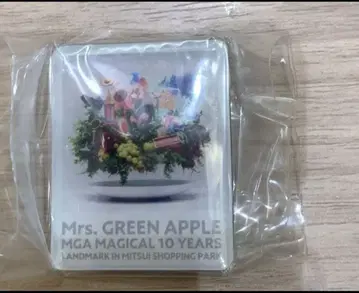 Mrs. GREEN APPLE
MGA MAGICAL 10 YEARS
LANDMARK IN MITSUI SHOPPING PARK